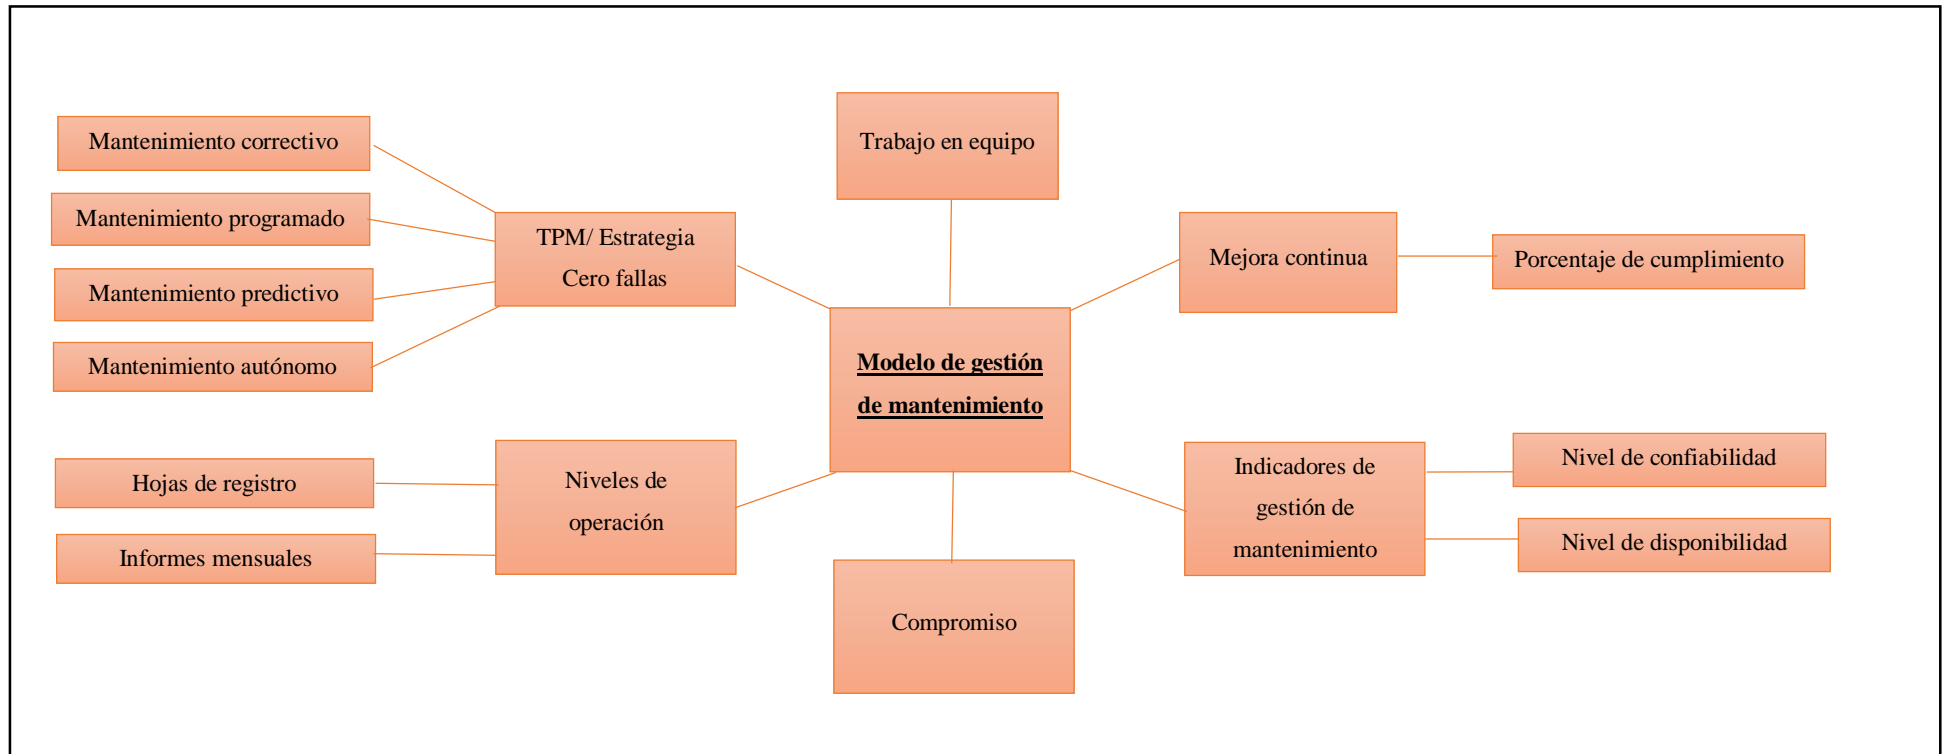 Trabajo en equipo
Mantenimiento correctivo
Mantenimiento programado
Mantenimiento predictivo
Mantenimiento autónomo
TPM/ Estrategia
Cero fallas
Mejora continua
Porcentaje de cumplimiento
Modelo de gestión
de mantenimiento
Hojas de registro
Informes mensuales
Niveles de
operación
Indicadores de
gestión de
mantenimiento
Nivel de confiabilidad
Nivel de disponibilidad
Compromiso